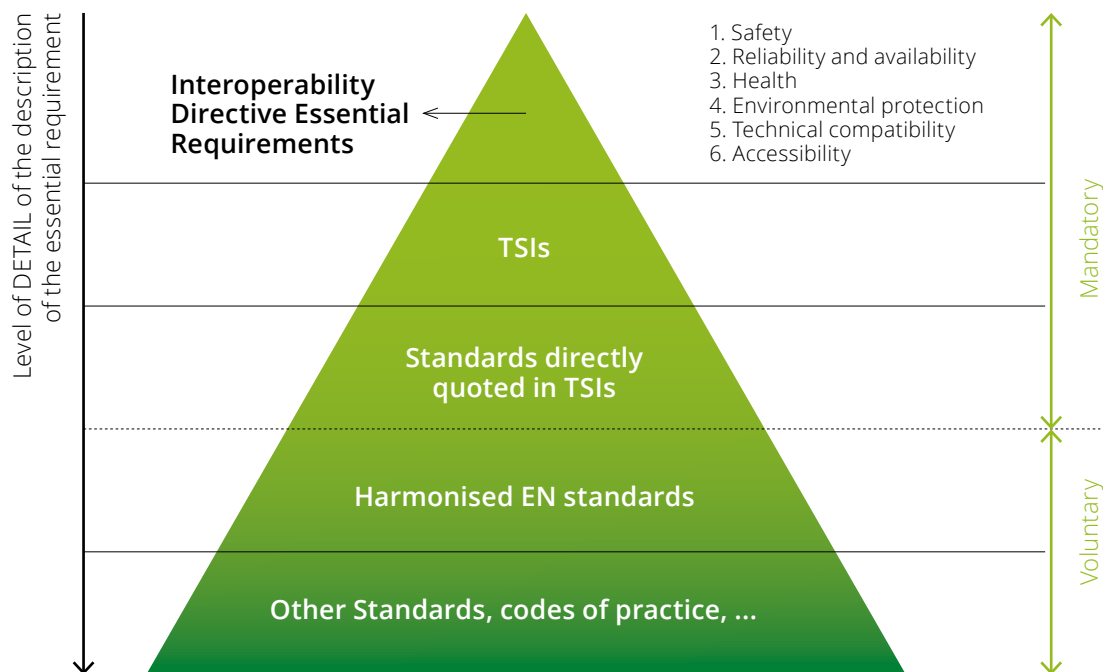 Level of DETAIL of the description
of the essential requirement
Interoperability
Directive Essential
Requirements
1. Safety
2. Reliability and availability
3. Health
4. Environmental protection
5. Technical compatibility
6. Accessibility
TSIs
Standards directly
quoted in TSIs
Harmonised EN standards
Other Standards, codes of practice, ...
Mandatory
Voluntary